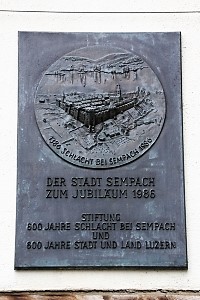 1386 SCHLACHT BEI SEMPACH 1986
DER STADT SEMPACH
ZUM JUBILÄUM 1986
STIFTUNG
600 JAHRE SCHLACHT BEI SEMPACH
UND
600 JAHRE STADT UND LAND LUZERN